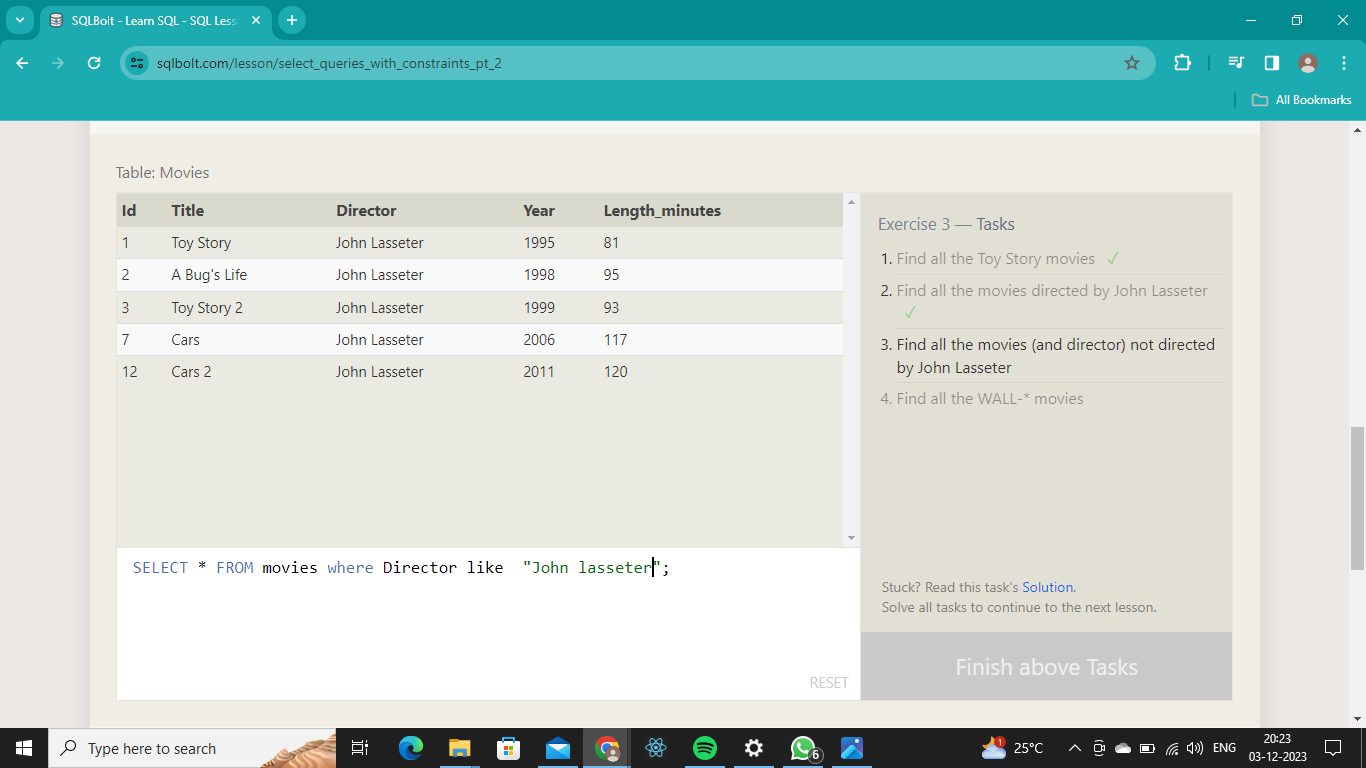 SQLBolt - Learn SQL - SQL Less
sqlbolt.com/lesson/select_queries_with_constraints_pt_2
All Bookmarks
Table: Movies
Id Title Director Year Length_minutes
1 Toy Story John Lasseter 1995 81
2 A Bug's Life John Lasseter 1998 95
3 Toy Story 2 John Lasseter 1999 93
7 Cars John Lasseter 2006 117
12 Cars 2 John Lasseter 2011 120
SELECT * FROM movies where Director like  "John lasseter";
RESET
Exercise 3 — Tasks
1. Find all the Toy Story movies ✓
2. Find all the movies directed by John Lasseter
✓
3. Find all the movies (and director) not directed
by John Lasseter
4. Find all the WALL-* movies
Stuck? Read this task's Solution.
Solve all tasks to continue to the next lesson.
Finish above Tasks
Type here to search
6
1
25°C
ENG
20:23
03-12-2023